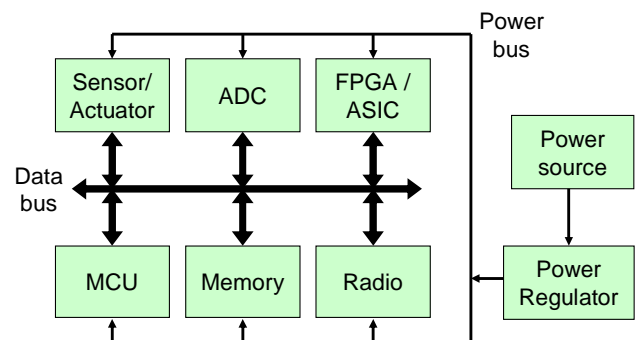 Power
bus
Sensor/
Actuator
ADC
FPGA /
ASIC
Power
source
Data
bus
MCU
Memory
Radio
Power
Regulator